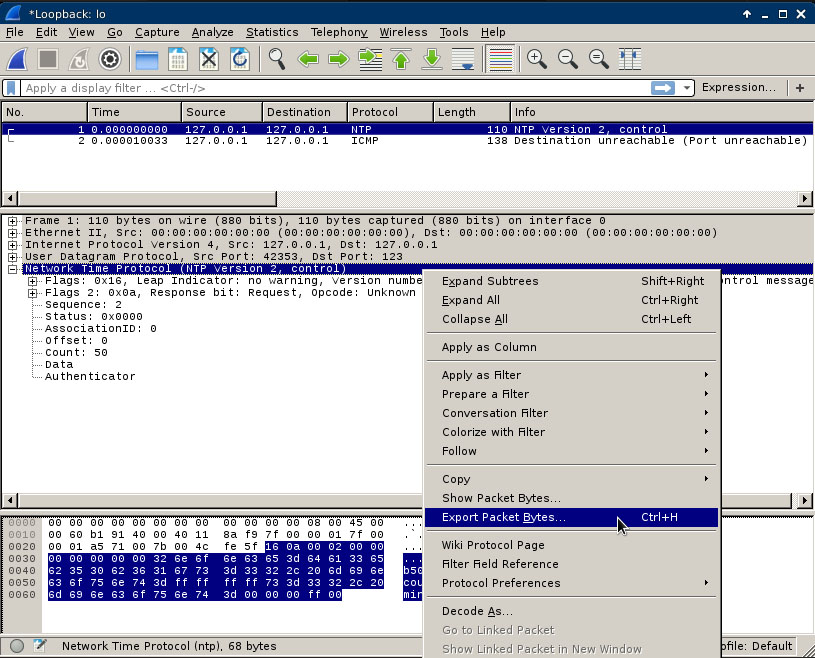 *Loopback: lo
File Edit View Go Capture Analyze Statistics Telephony Wireless Tools Help
Apply a display filter ... <Ctrl-/> Expression... +
No. Time Source Destination Protocol Length Info
1 0.000000000 127.0.0.1 127.0.0.1 NTP 110 NTP Version 2, control
2 0.000010033 127.0.0.1 127.0.0.1 ICMP 138 Destination unreachable (Port unreachable)
Frame 1: 110 bytes on wire (880 bits), 110 bytes captured (880 bits) on interface 0
Ethernet II, Src: 00:00:00:00:00:00 (00:00:00:00:00:00), Dst: 00:00:00:00:00:00 (00:00:00:00:00:00)
Internet Protocol Version 4, Src: 127.0.0.1, Dst: 127.0.0.1
User Datagram Protocol, Src Port: 42353, Dst Port: 123
Network Time Protocol (NTP Version 2, control)
Flags: 0x16, Leap Indicator: no warning, Version numbe
ontrol message
Flags 2: 0x0a, Response bit: Request, Opcode: Unknown
Sequence: 2
Status: 0x0000
AssociationID: 0
Offset: 0
Count: 50
Data
Authenticator
Expand Subtrees Shift+Right
Expand All Ctrl+Right
Collapse All Ctrl+Left
Apply as Column
Apply as Filter
Prepare a Filter
Conversation Filter
Colorize with Filter
Follow
Copy
Show Packet Bytes...
Export Packet Bytes... Ctrl+H
Wiki Protocol Page
Filter Field Reference
Protocol Preferences
Decode As...
Go to Linked Packet
Show Linked Packet in New Window
0000 00 00 00 00 00 00 00 00 00 00 00 00 08 00 45 00 ...
0010 00 60 b1 91 40 00 40 11 8a f9 7f 00 00 01 7f 00 .`.
0020 00 01 a5 71 00 7b 00 4c fe 5f 16 0a 00 02 00 00 ...
0030 00 00 00 00 00 32 6e 6f 6e 63 65 3d 64 61 33 65 ...
0040 62 35 30 62 36 31 67 73 3d 33 32 2c 20 6d 69 6e b50
0050 63 6f 75 6e 74 3d ff ff ff ff 73 3d 33 32 2c 20 cou
0060 6d 69 6e 63 6f 75 6e 74 3d 00 00 00 ff 00 min
Network Time Protocol (ntp), 68 bytes
ofile: Default